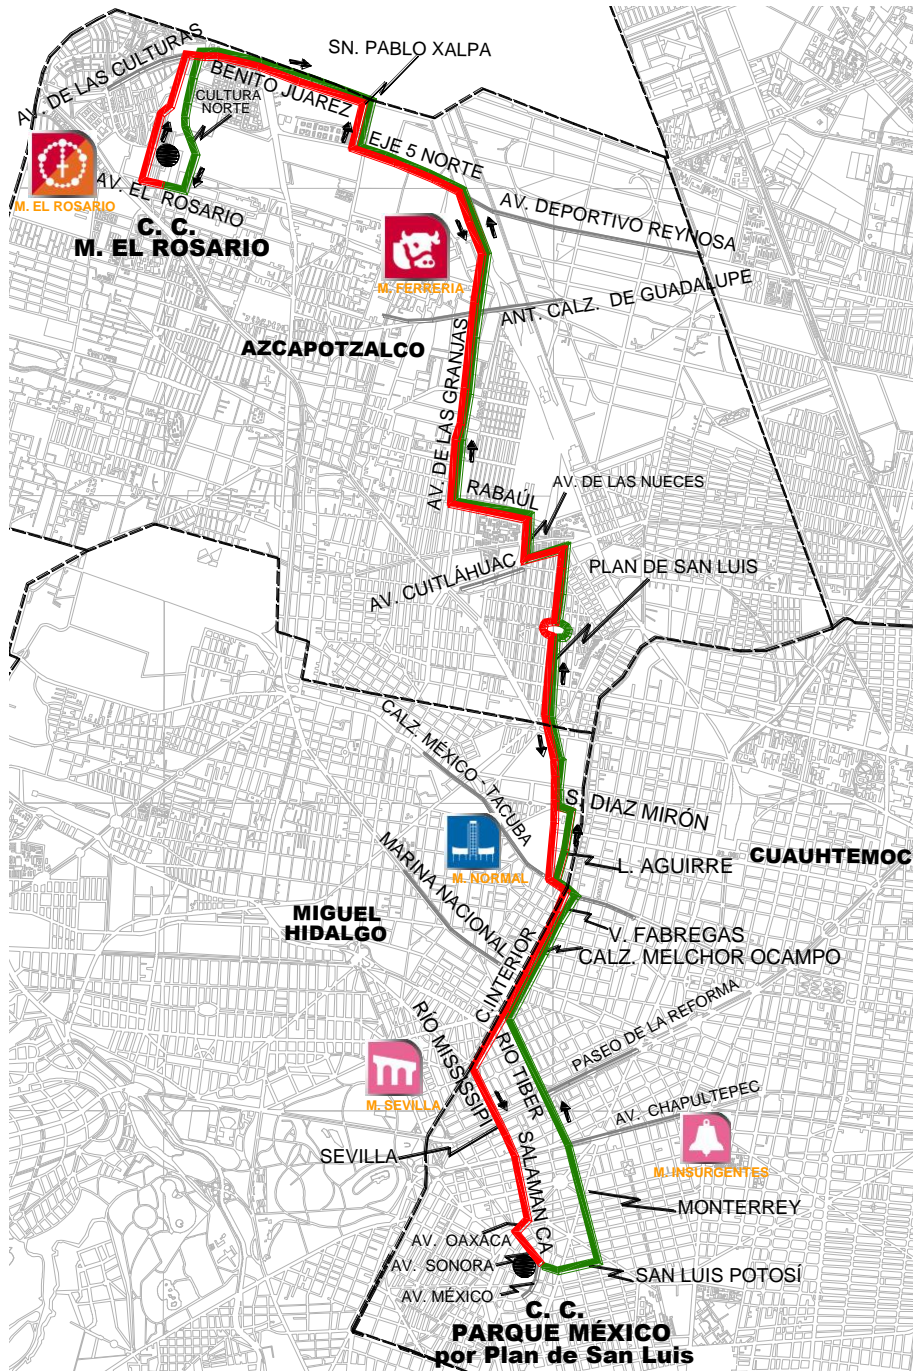 SN. PABLO XALPA
AV. DE LAS CULTURAS
BENITO JUAREZ
CULTURA
NORTE
EJE 5 NORTE
M. EL ROSARIO
AV. EL ROSARIO
AV. DEPORTIVO REYNOSA
C. C.
M. EL ROSARIO
M. FERRERIA
ANT. CALZ. DE GUADALUPE
AZCAPOTZALCO
AV. DE LAS GRANJAS
RABAÚL
AV. DE LAS NUECES
AV. CUITLÁHUAC
PLAN DE SAN LUIS
CALZ. MÉXICO - TACUBA
S. DIAZ MIRÓN
MARINA NACIONAL
M. NORMAL
L. AGUIRRE
CUAUHTEMOC
MIGUEL
HIDALGO
V. FABREGAS
CALZ. MELCHOR OCAMPO
C.INTERIOR
RÍO MISSISSIPI
RIO TIBER
PASEO DE LA REFORMA
M. SEVILLA
AV. CHAPULTEPEC
SEVILLA
SALAMANCA
M. INSURGENTES
MONTERREY
AV. OAXACA
AV. SONORA
SAN LUIS POTOSÍ
AV. MÉXICO
C. C.
PARQUE MÉXICO
por Plan de San Luis